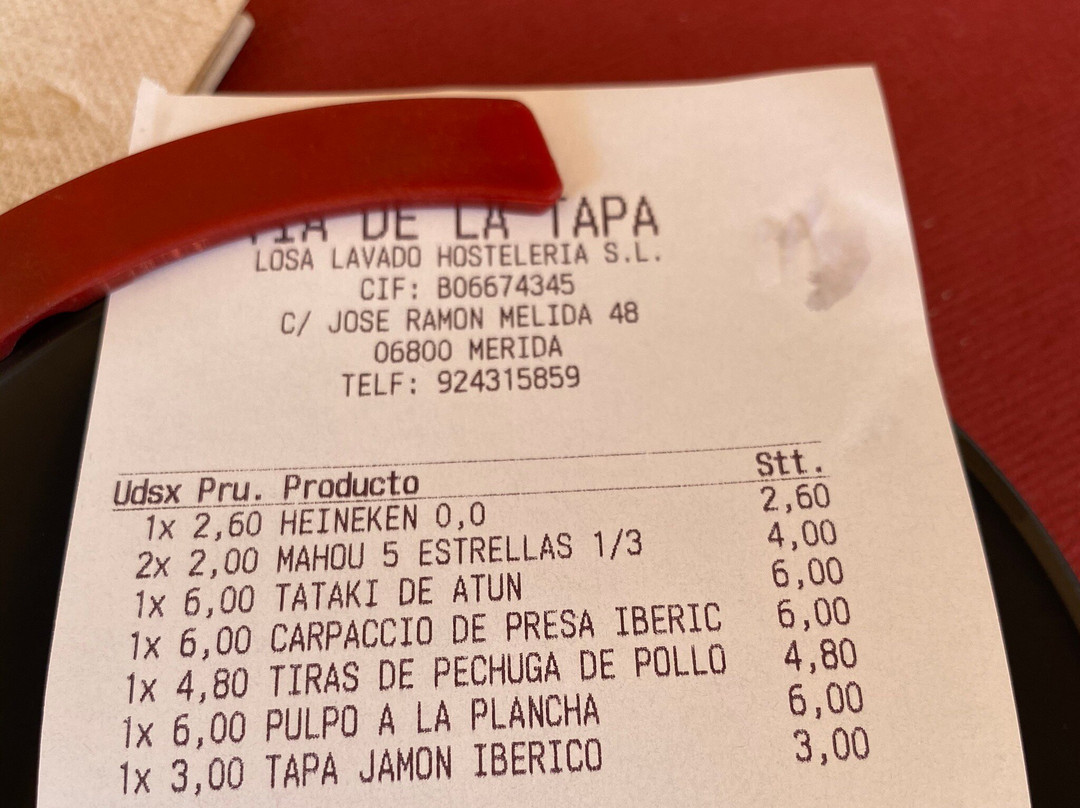 DE LA TAPA
LOSA LAVADO HOSTELERIA S.L.
CIF: B06674345
C/ JOSE RAMON MELIDA 48
06800 MERIDA
TELF: 924315859
Udsx Pru. Producto Stt.
1x 2,60 HEINEKEN 0,0 2,60
2x 2,00 MAHOU 5 ESTRELLAS 1/3 4,00
1x 6,00 TATAKI DE ATUN 6,00
1x 6,00 CARPACCIO DE PRESA IBERIC 6,00
1x 4,80 TIRAS DE PECHUGA DE POLLO 4,80
1x 6,00 PULPO A LA PLANCHA 6,00
1x 3,00 TAPA JAMON IBERICO 3,00